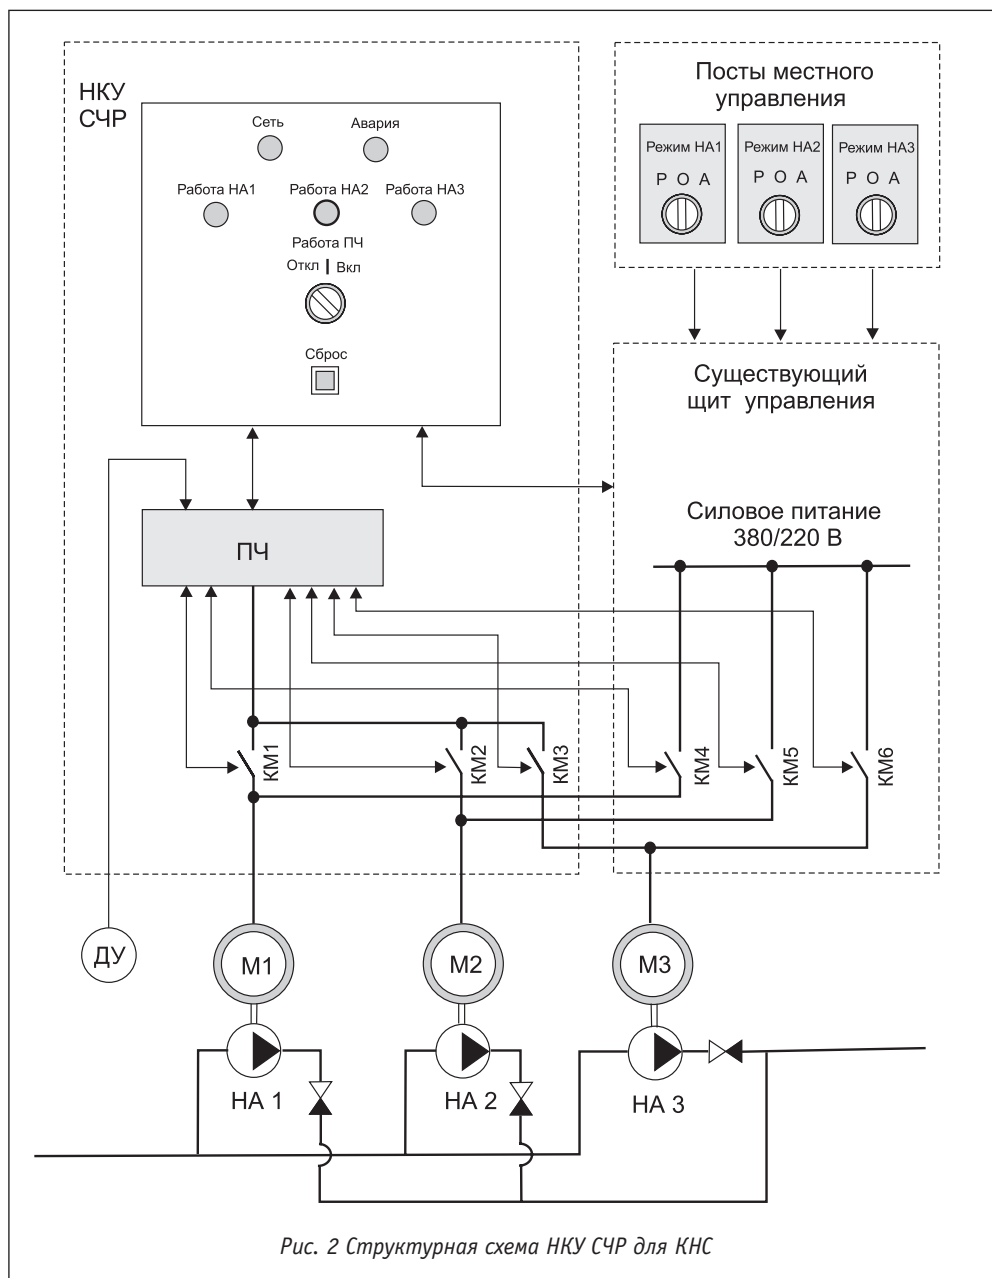 НКУ
СЧР
Сеть
Авария
Работа НА1
Работа НА2
Работа НА3
Работа ПЧ
Откл | Вкл
Сброс
Посты местного
управления
Режим НА1
Р О А
Режим НА2
Р О А
Режим НА3
Р О А
Существующий
щит управления
Силовое питание
380/220 В
ПЧ
КМ1
КМ2
КМ3
КМ4
КМ5
КМ6
ДУ
М1
М2
М3
НА 1
НА 2
НА 3
Рис. 2 Структурная схема НКУ СЧР для КНС